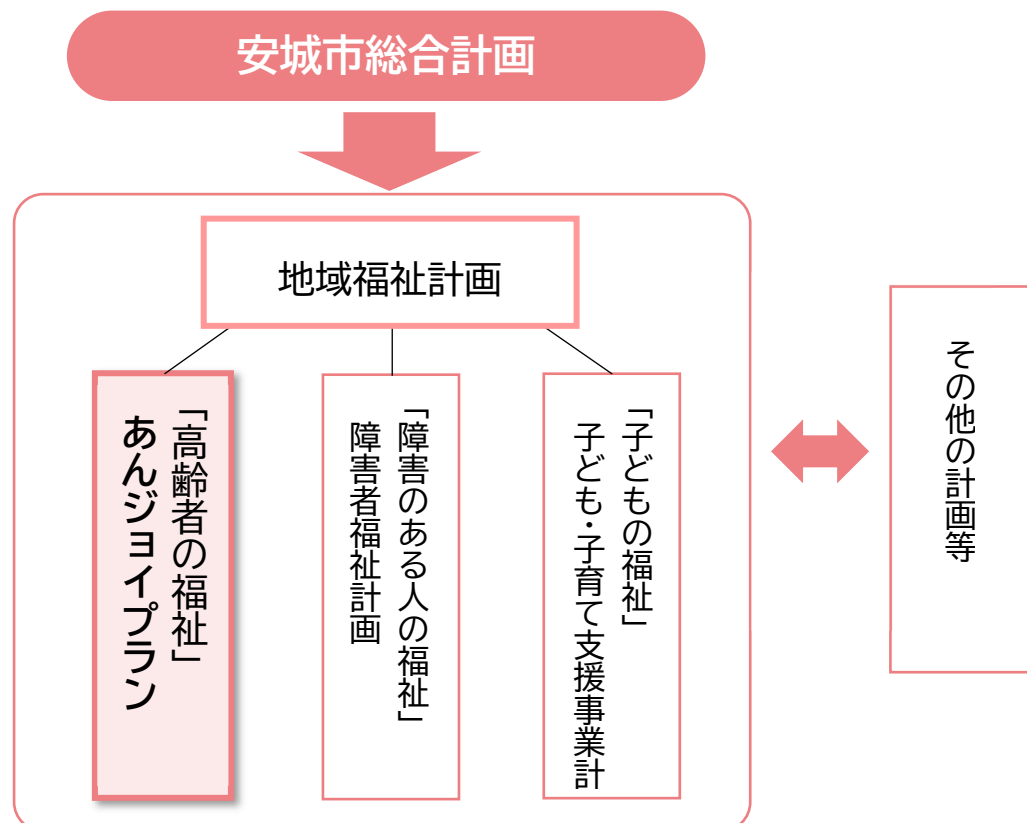 安城市総合計画
地域福祉計画
「高齢者の福祉」
あんジョイプラン
「障害のある人の福祉」
障害者福祉計画
「子どもの福祉」
子ども・子育て支援事業計
その他の計画等